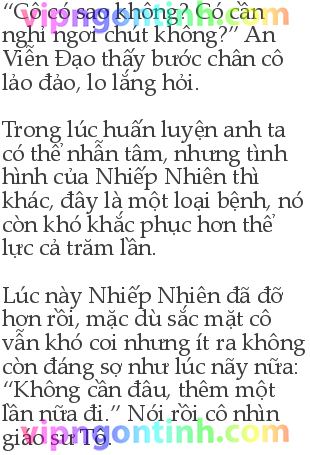 “Cô có sao không? Có cần
nghỉ ngơi chút không?” An
Viễn Đạo thấy bước chân cô
lảo đảo, lo lắng hỏi.
Trong lúc huấn luyện anh ta
có thể nhẫn tâm, nhưng tình
hình của Nhiếp Nhiên thì
khác, đây là một loại bệnh, nó
còn khó khắc phục hơn thể
lực cả trăm lần.
Lúc này Nhiếp Nhiên đã đỡ
hơn rồi, mặc dù sắc mặt cô
vẫn khó coi nhưng ít ra không
còn đáng sợ như lúc nãy nữa:
“Không cần đâu, thêm một
lần nữa đi.” Nói rồi cô nhìn
giáo sư Tô.
vipngontinh.com
vipngontinh.com